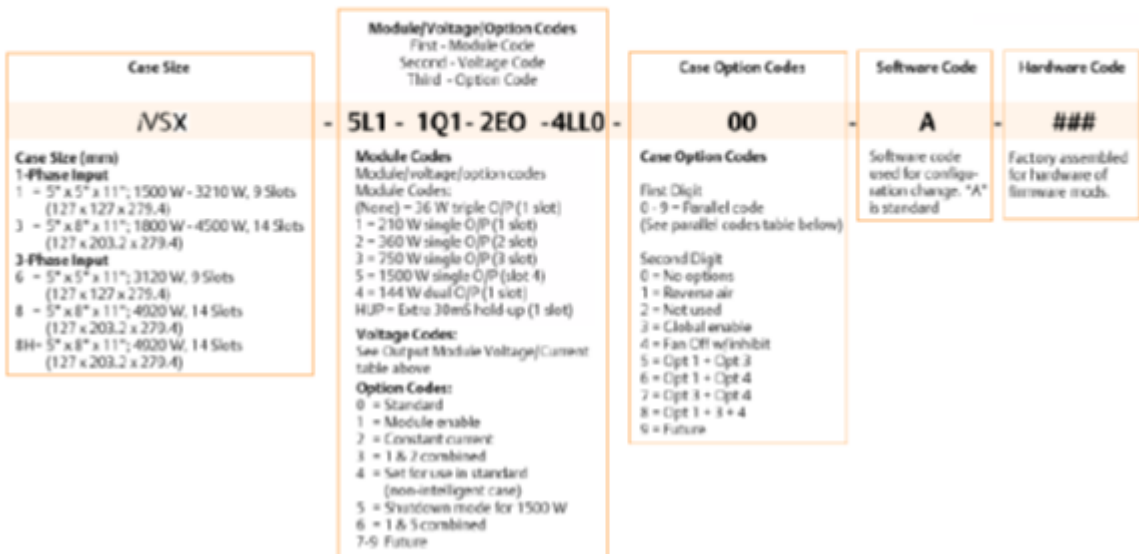 Case Size
iVSX
Case Size (mm)
1-Phase Input
1 = 5" x 5" x 11"; 1500 W - 3210 W, 9 Slots
(127 x 127 x 279.4)
3 = 5" x 8" x 11"; 1800 W - 4500 W, 14 Slots
(127 x 203.2 x 279.4)
3-Phase Input
6 = 5" x 5" x 11"; 3120 W, 9 Slots
(127 x 127 x 279.4)
8 = 5" x 8" x 11"; 4920 W, 14 Slots
(127 x 203.2 x 279.4)
8H= 5" x 8" x 11"; 4920 W, 14 Slots
(127 x 203.2 x 279.4)
Module/Voltage/Option Codes
First - Module Code
Second - Voltage Code
Third - Option Code
- 5L1 - 1Q1 - 2EO - 4LL0 -
Module Codes
Module/voltage/option codes
Module Codes:
(None) = 36 W triple O/P (1 slot)
1 = 210 W single O/P (1 slot)
2 = 360 W single O/P (2 slot)
3 = 750 W single O/P (3 slot)
5 = 1500 W single O/P (slot 4)
4 = 144 W dual O/P (1 slot)
HUP = Extra 30mS hold-up (1 slot)
Voltage Codes:
See Output Module Voltage/Current
table above
Option Codes:
0 = Standard
1 = Module enable
2 = Constant current
3 = 1 & 2 combined
4 = Set for use in standard
(non-intelligent case)
5 = Shutdown mode for 1500 W
6 = 1 & 5 combined
7-9 Future
Case Option Codes
00
Case Option Codes
First Digit
0 - 9 = Parallel code
(See parallel codes table below)
Second Digit
0 = No options
1 = Reverse air
2 = Not used
3 = Global enable
4 = Fan Off w/inhibit
5 = Opt 1 + Opt 3
6 = Opt 1 + Opt 4
7 = Opt 3 + Opt 4
8 = Opt 1 + 3 + 4
9 = Future
Software Code
- A -
Software code
used for configu-
ration change. "A"
is standard
Hardware Code
###
Factory assembled
for hardware of
firmware mods.